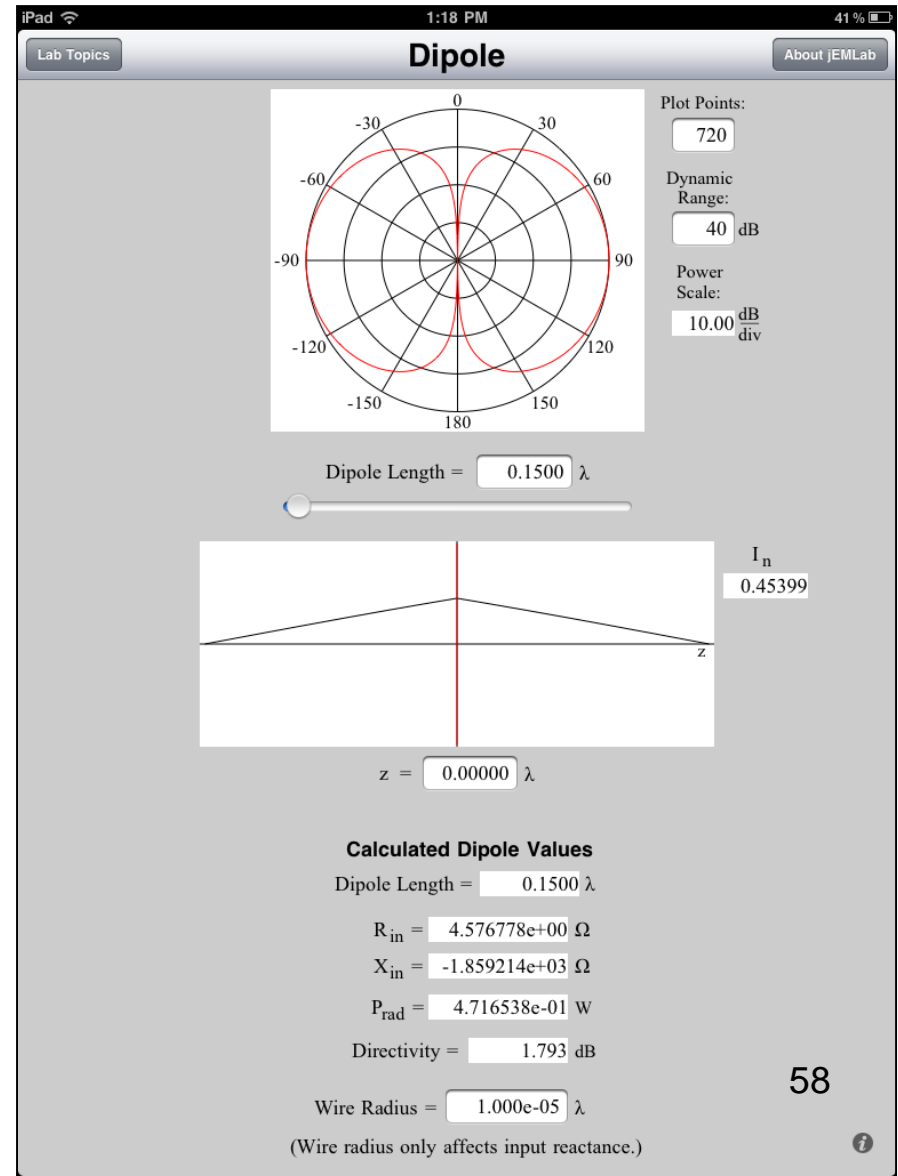 iPad 1:18 PM 41%
Lab Topics Dipole About jEMLab
0
-30 30
-60 60
-90 90
-120 120
-150 150
180
Plot Points:
720
Dynamic
Range:
40 dB
Power
Scale:
10.00 dB/div
Dipole Length = 0.1500 λ
I n
0.45399
z
z = 0.00000 λ
Calculated Dipole Values
Dipole Length = 0.1500 λ
R in = 4.576778e+00 Ω
X in = -1.859214e+03 Ω
P rad = 4.716538e-01 W
Directivity = 1.793 dB
58
Wire Radius = 1.000e-05 λ
(Wire radius only affects input reactance.)
i